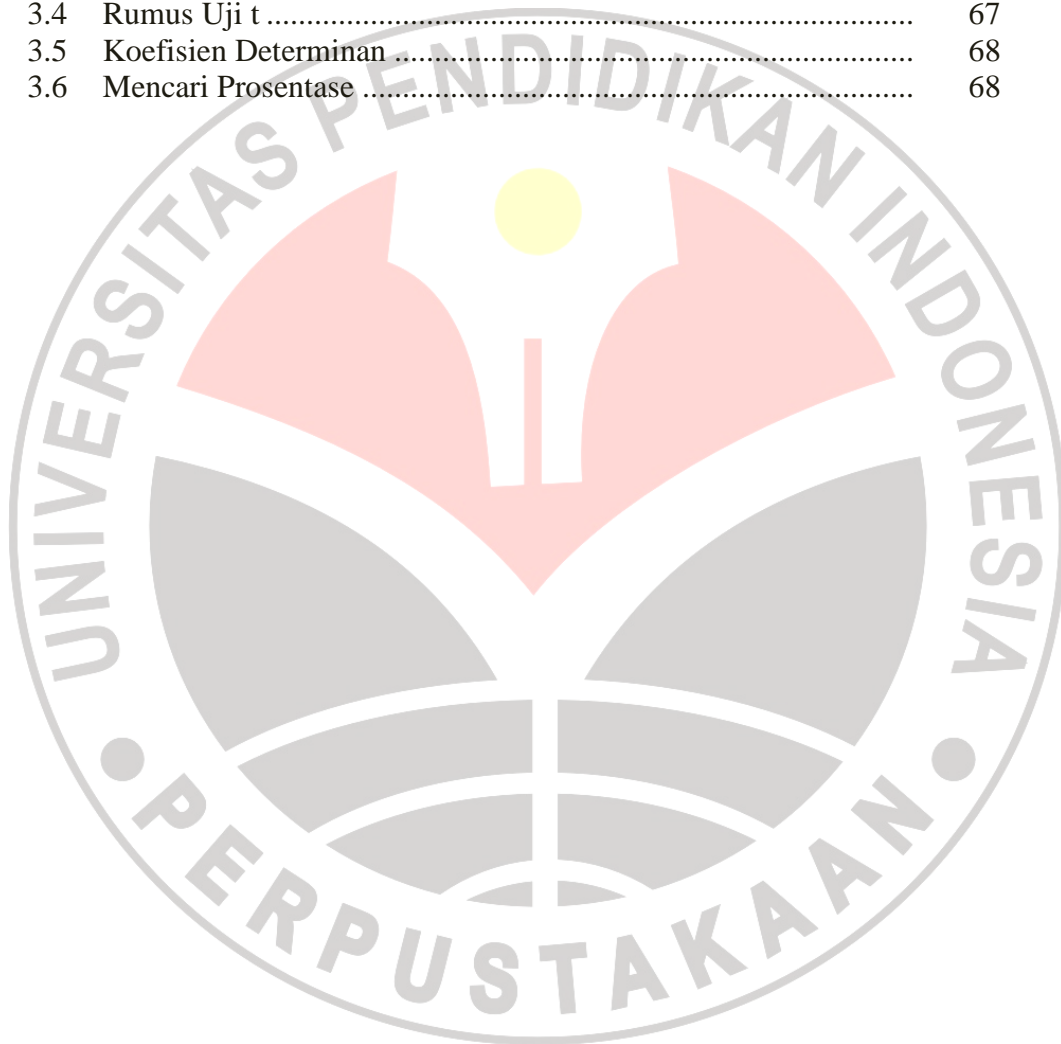 3.4 Rumus Uji t .................................................................................. 67
3.5 Koefisien Determinan ............................................................... 68
3.6 Mencari Prosentase ................................................................... 68
UNIVERSITAS PENDIDIKAN INDONESIA
PERPUSTAKAAN